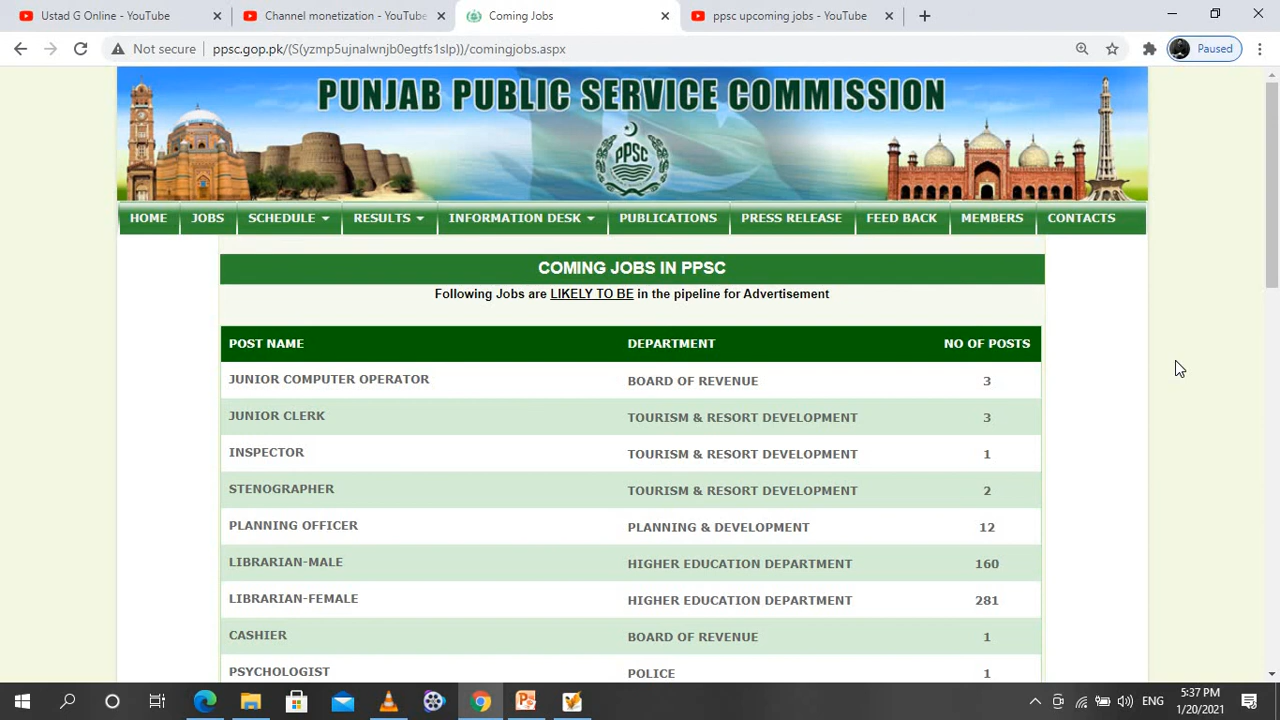 Ustad G Online - YouTube
Channel monetization - YouTube
Coming Jobs
ppsc upcoming jobs - YouTube
Not secure
ppsc.gop.pk/(S(yzmp5ujnalwnjb0egtfs1slp))/comingjobs.aspx
Paused
PUNJAB PUBLIC SERVICE COMMISSION
PPSC
HOME JOBS SCHEDULE RESULTS INFORMATION DESK PUBLICATIONS PRESS RELEASE FEED BACK MEMBERS CONTACTS
COMING JOBS IN PPSC
Following Jobs are LIKELY TO BE in the pipeline for Advertisement
POST NAME DEPARTMENT NO OF POSTS
JUNIOR COMPUTER OPERATOR BOARD OF REVENUE 3
JUNIOR CLERK TOURISM & RESORT DEVELOPMENT 3
INSPECTOR TOURISM & RESORT DEVELOPMENT 1
STENOGRAPHER TOURISM & RESORT DEVELOPMENT 2
PLANNING OFFICER PLANNING & DEVELOPMENT 12
LIBRARIAN-MALE HIGHER EDUCATION DEPARTMENT 160
LIBRARIAN-FEMALE HIGHER EDUCATION DEPARTMENT 281
CASHIER BOARD OF REVENUE 1
PSYCHOLOGIST POLICE 1
ENG
5:37 PM
1/20/2021